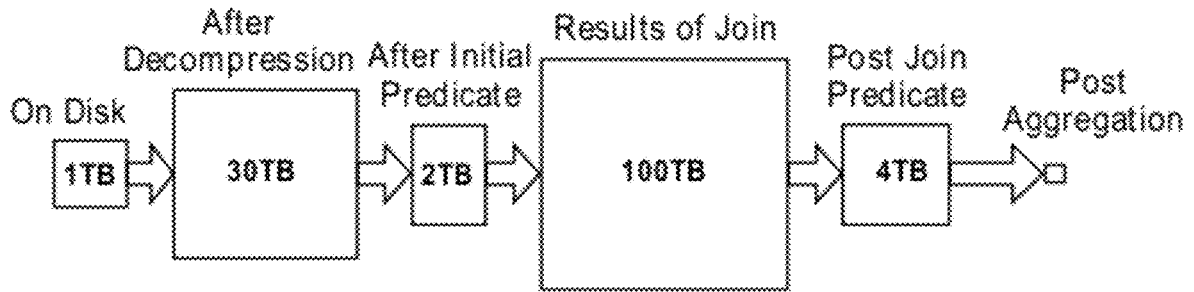 On Disk
1TB
After
Decompression
30TB
After Initial
Predicate
2TB
Results of Join
100TB
Post Join
Predicate
4TB
Post
Aggregation